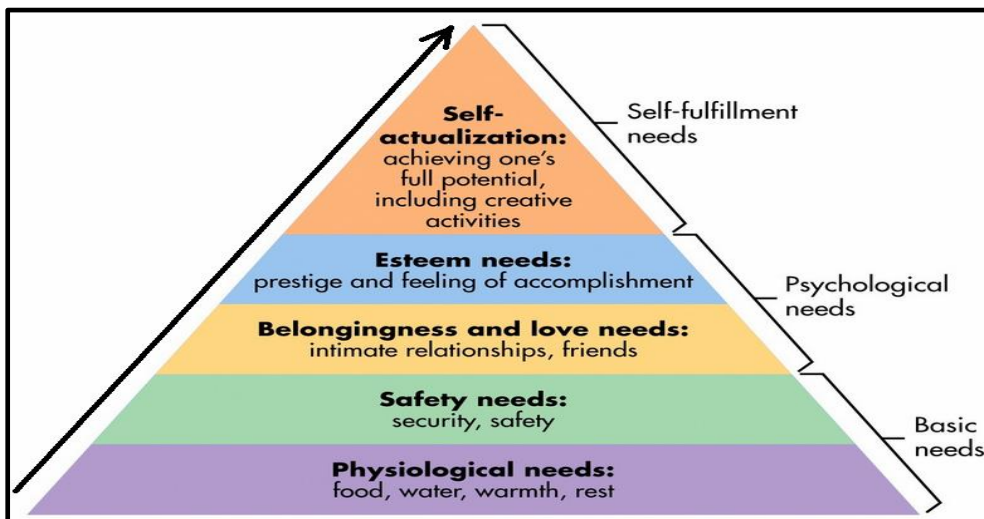 Self-
actualization:
achieving one's
full potential,
including creative
activities
Esteem needs:
prestige and feeling of accomplishment
Belongingness and love needs:
intimate relationships, friends
Safety needs:
security, safety
Physiological needs:
food, water, warmth, rest
Self-fulfillment
needs
Psychological
needs
Basic
needs